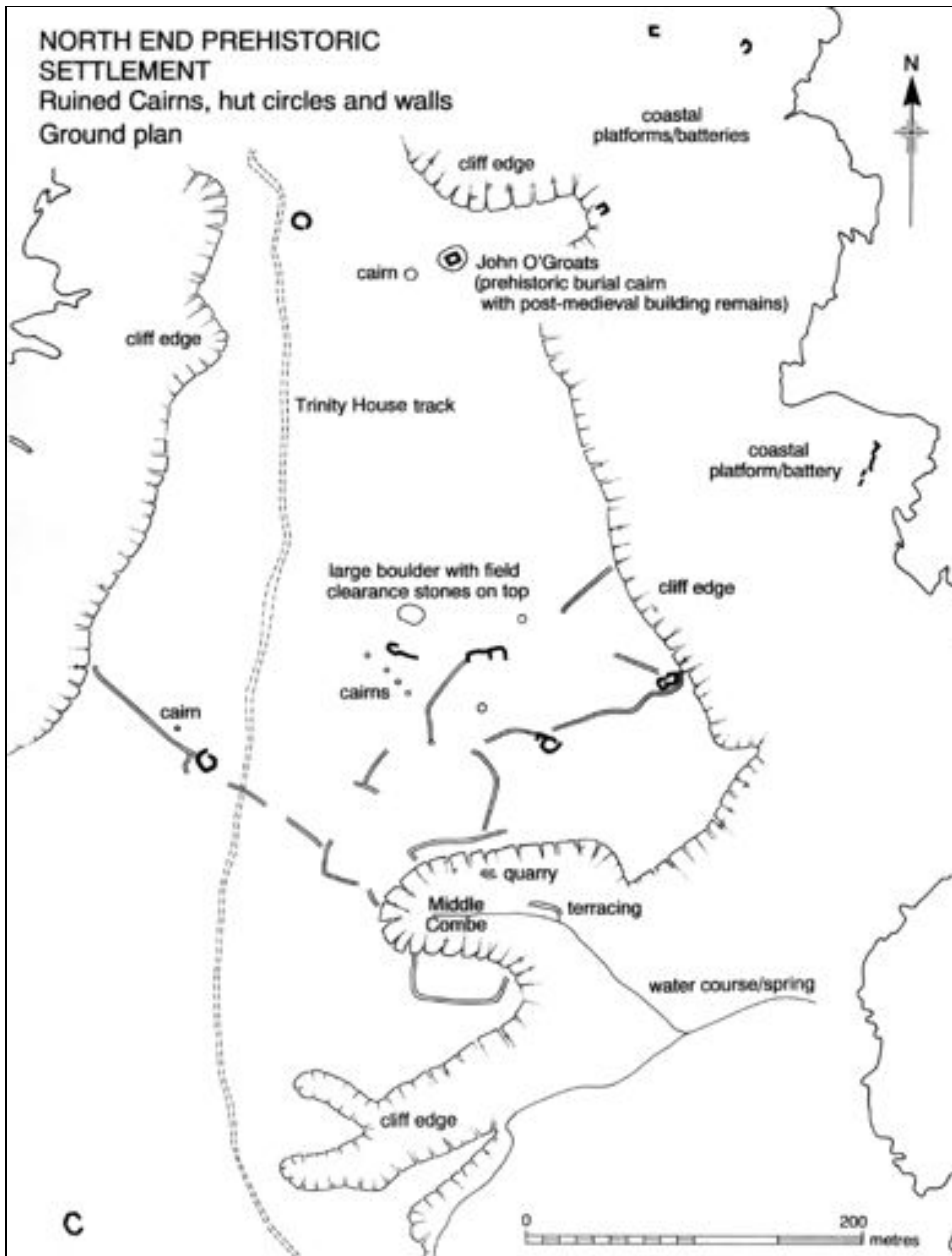 NORTH END PREHISTORIC
SETTLEMENT
Ruined Cairns, hut circles and walls
Ground plan
N
coastal
platforms/batteries
cliff edge
cairn
John O'Groats
(prehistoric burial cairn
with post-medieval building remains)
cliff edge
Trinity House track
coastal
platform/battery
large boulder with field
clearance stones on top
cliff edge
cairns
cairn
quarry
Middle
Combe
terracing
water course/spring
cliff edge
C
0
200
metres